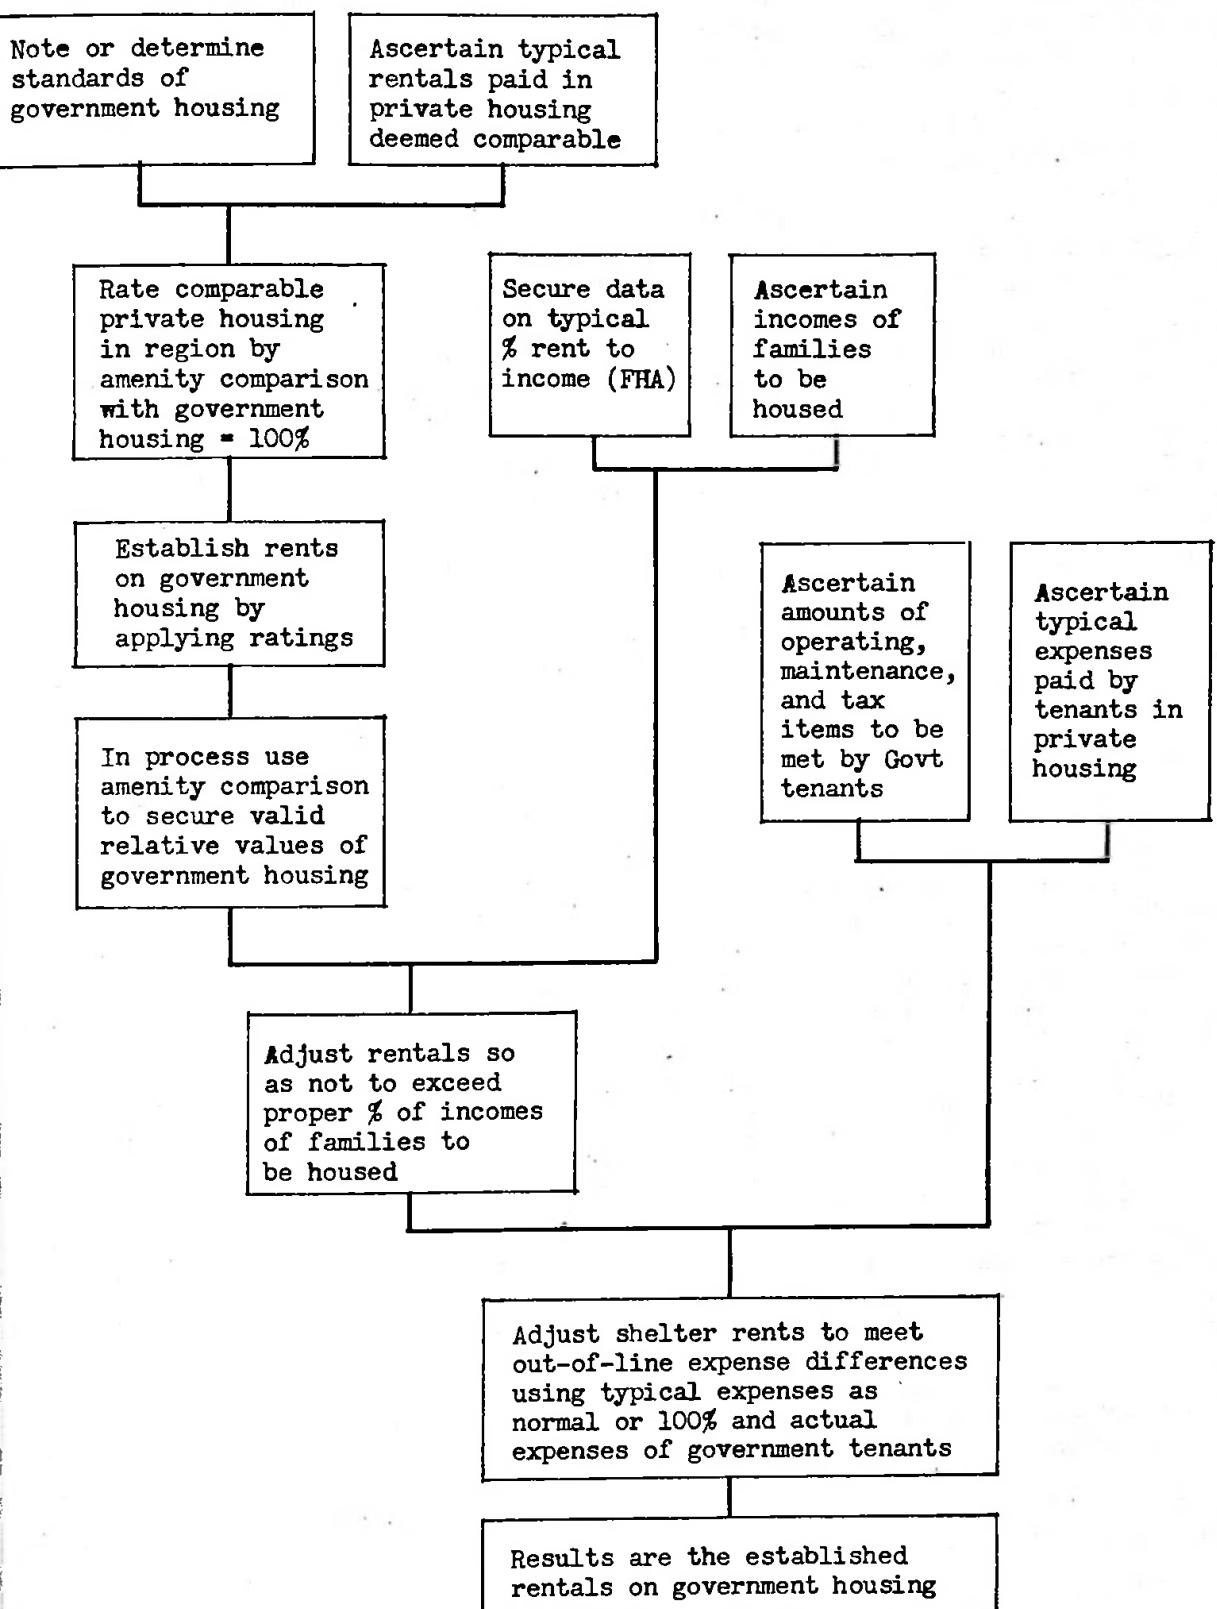 Note or determine
standards of
government housing
Ascertain typical
rentals paid in
private housing
deemed comparable
Rate comparable
private housing
in region by
amenity comparison
with government
housing = 100%
Secure data
on typical
% rent to
income (FHA)
Ascertain
incomes of
families
to be
housed
Establish rents
on government
housing by
applying ratings
Ascertain
amounts of
operating,
maintenance,
and tax
items to be
met by Govt
tenants
Ascertain
typical
expenses
paid by
tenants in
private
housing
In process use
amenity comparison
to secure valid
relative values of
government housing
Adjust rentals so
as not to exceed
proper % of incomes
of families to
be housed
Adjust shelter rents to meet
out-of-line expense differences
using typical expenses as
normal or 100% and actual
expenses of government tenants
Results are the established
rentals on government housing